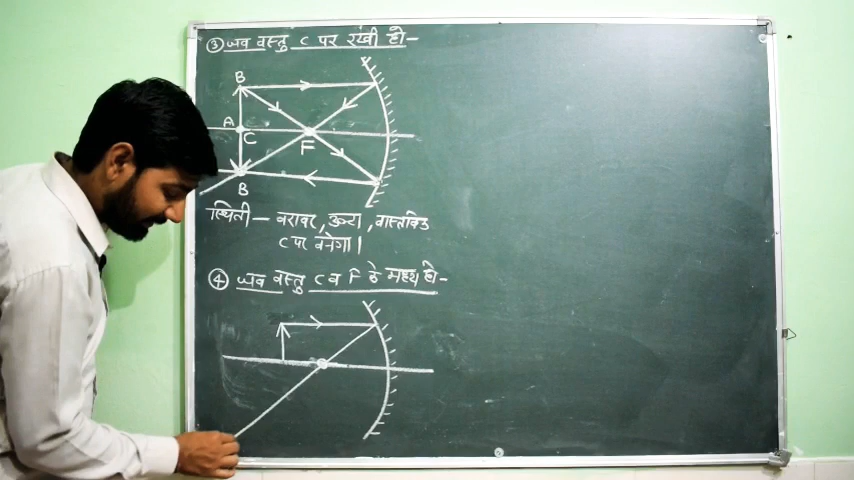 ③ जब वस्तु C पर रखी हो-
B
A
C
F
B
स्थिती - बराबर, उल्टा, वास्तविक
C पर बनेगा।
④ जब वस्तु C व F के मध्य हो-